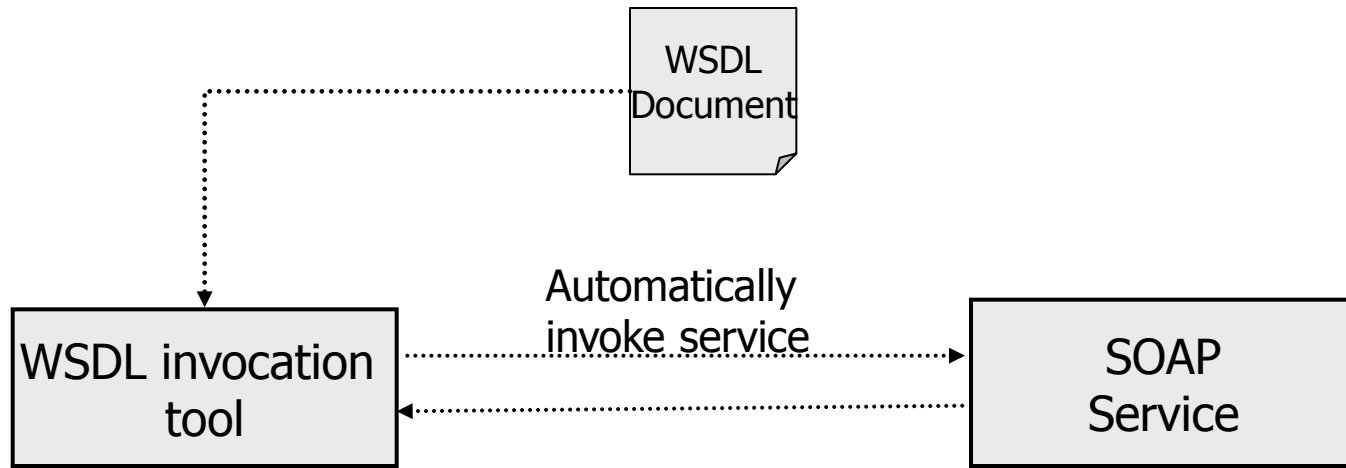 WSDL
Document
Automatically
invoke service
WSDL invocation
tool
SOAP
Service